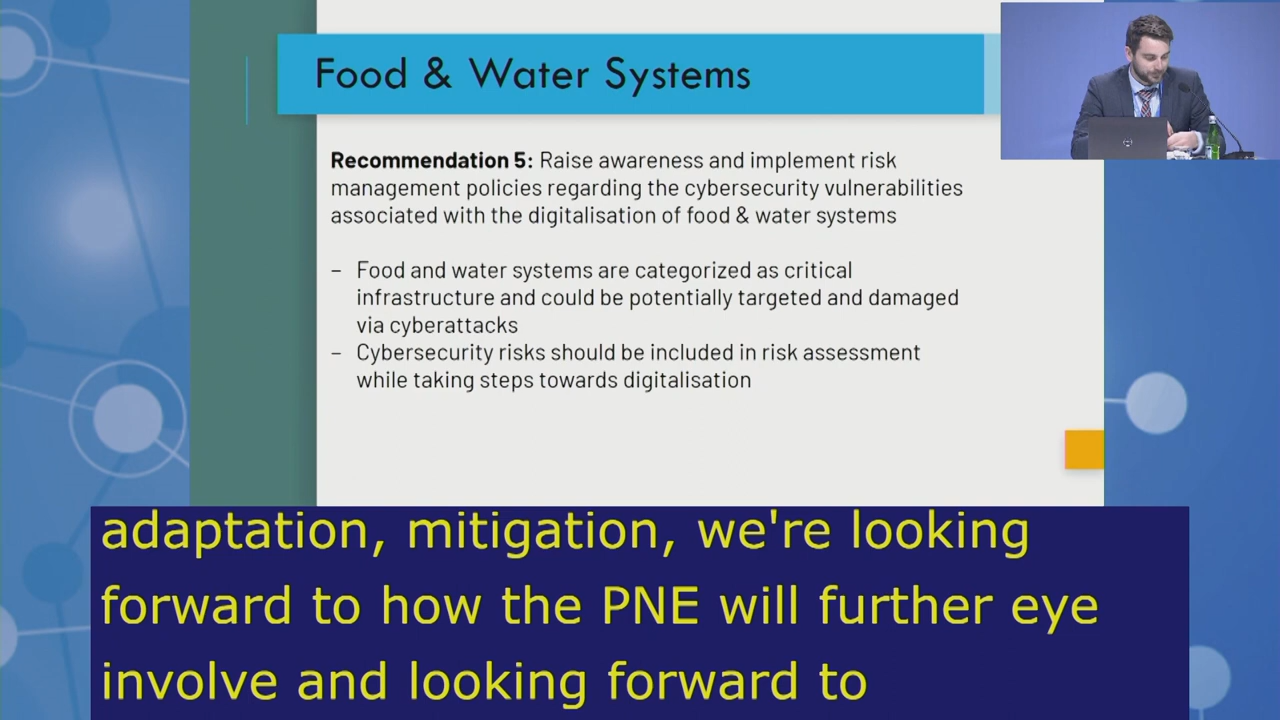 Food & Water Systems
Recommendation 5: Raise awareness and implement risk
management policies regarding the cybersecurity vulnerabilities
associated with the digitalisation of food & water systems
– Food and water systems are categorized as critical
infrastructure and could be potentially targeted and damaged
via cyberattacks
– Cybersecurity risks should be included in risk assessment
while taking steps towards digitalisation
adaptation, mitigation, we're looking
forward to how the PNE will further eye
involve and looking forward to